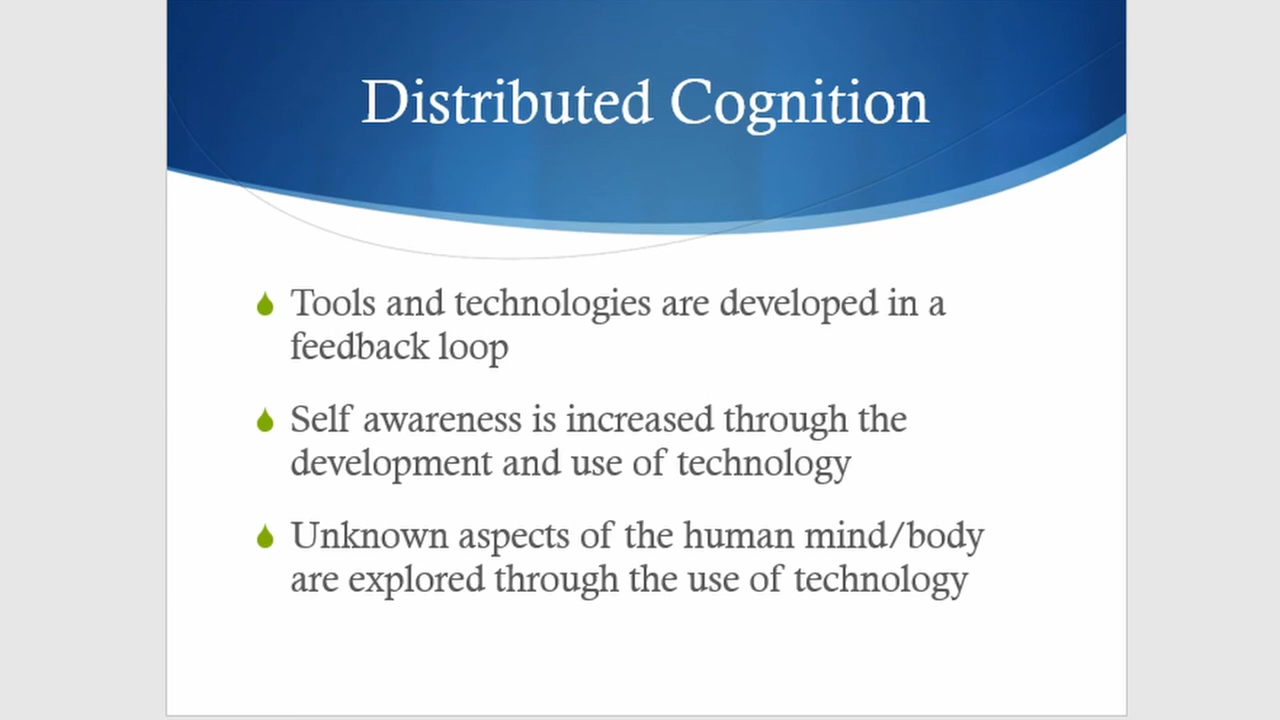 Distributed Cognition
Tools and technologies are developed in a
feedback loop
Self awareness is increased through the
development and use of technology
Unknown aspects of the human mind/body
are explored through the use of technology